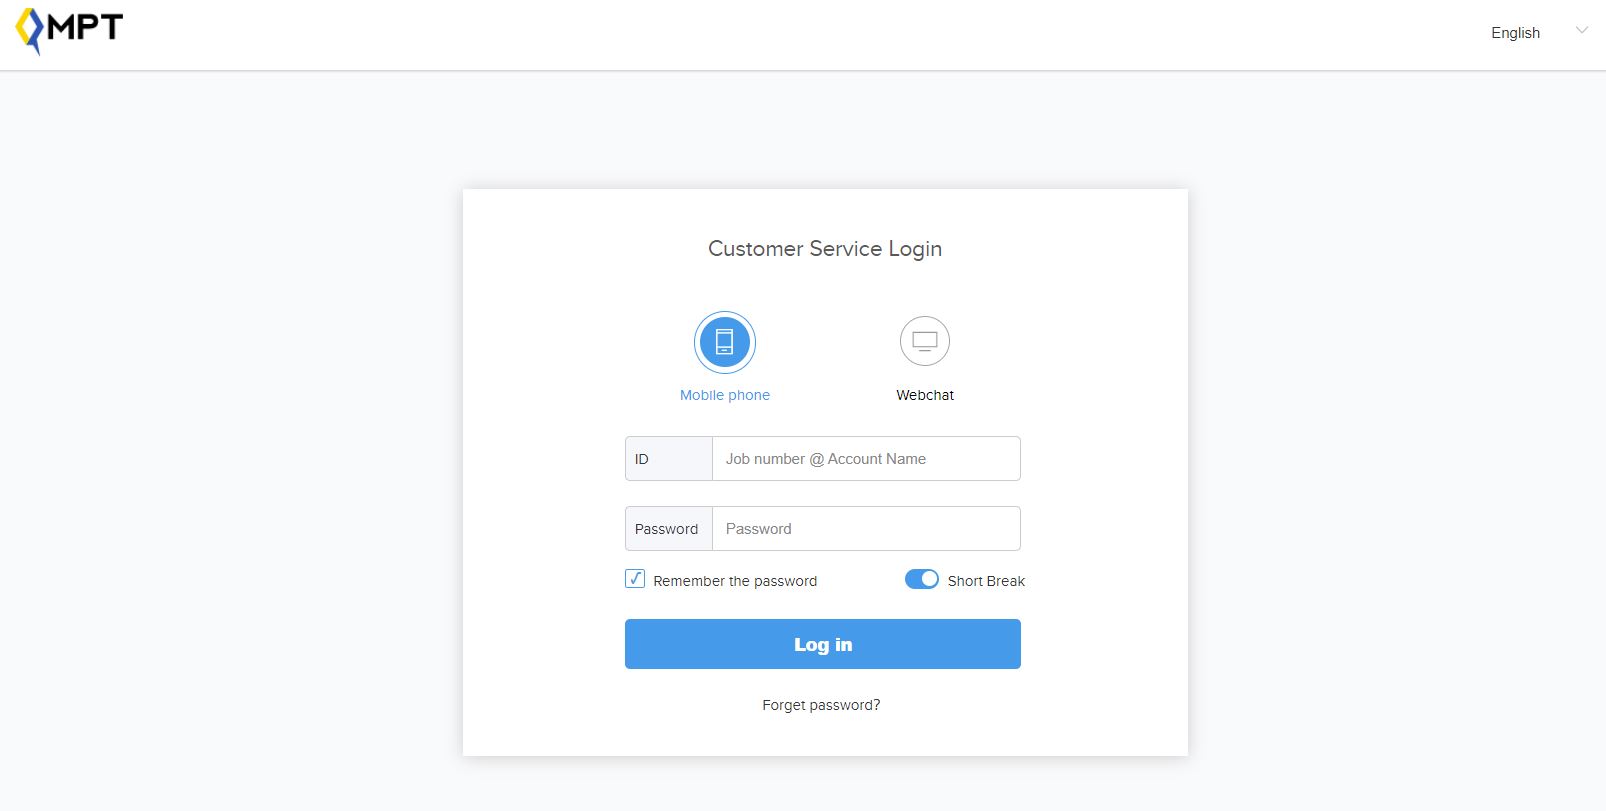 MPT
English
Customer Service Login
Mobile phone
Webchat
ID
Job number @ Account Name
Password
Password
Remember the password
Short Break
Log in
Forget password?